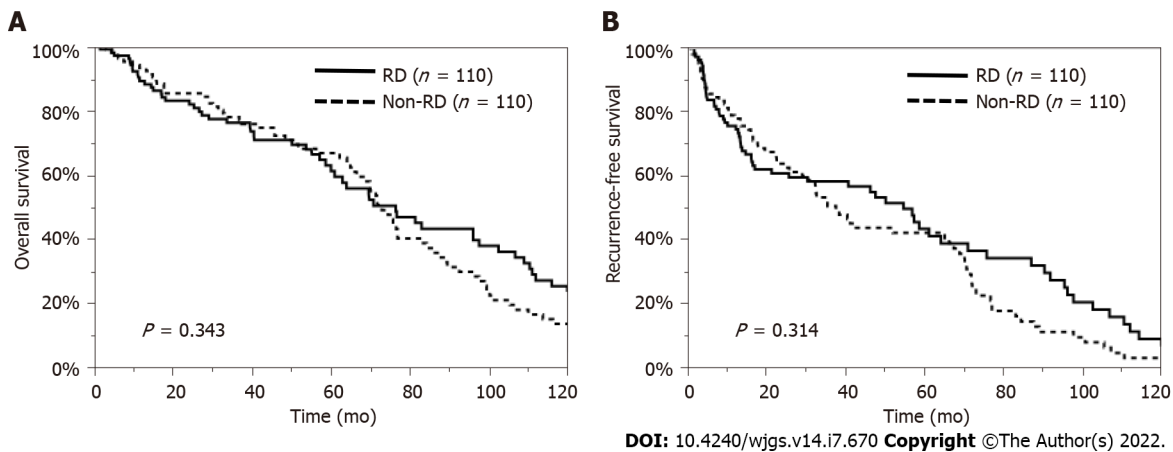 A
100%
80%
60%
40%
20%
0%
Overall survival
RD (n = 110)
Non-RD (n = 110)
P = 0.343
0 20 40 60 80 100 120
Time (mo)
B
100%
80%
60%
40%
20%
0%
Recurrence-free survival
RD (n = 110)
Non-RD (n = 110)
P = 0.314
0 20 40 60 80 100 120
Time (mo)
DOI: 10.4240/wjgs.v14.i7.670 Copyright ©The Author(s) 2022.